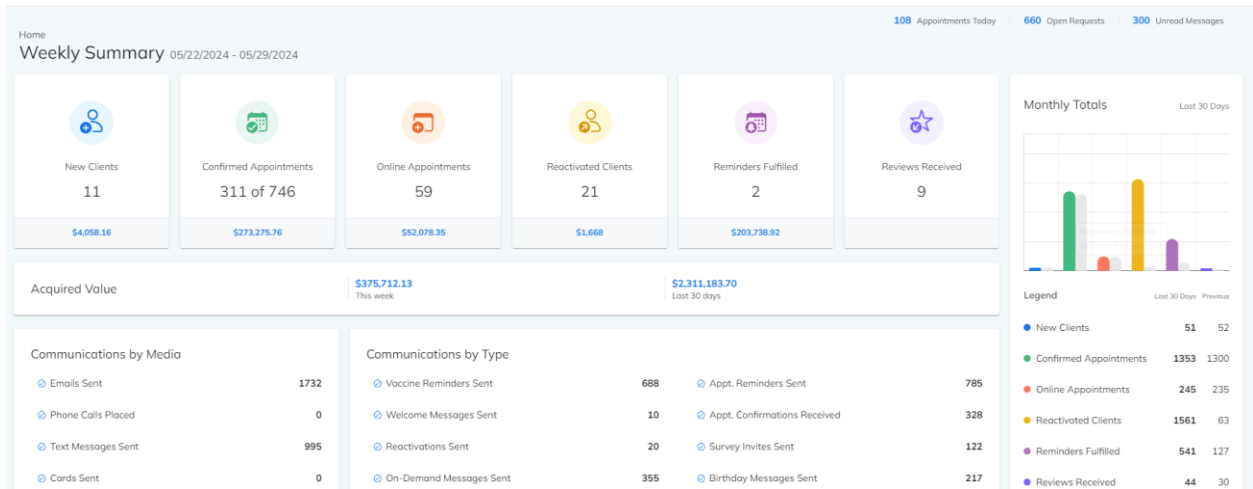 108 Appointments Today 660 Open Requests 300 Unread Messages
Home
Weekly Summary 05/22/2024 - 05/29/2024
New Clients
11
$4,058.16
Confirmed Appointments
311 of 746
$273,275.76
Online Appointments
59
$52,078.35
Reactivated Clients
21
$1,668
Reminders Fulfilled
2
$203,738.92
Reviews Received
9
Acquired Value
$375,712.13
This week
$2,311,183.70
Last 30 days
Communications by Media
Emails Sent 1732
Phone Calls Placed 0
Text Messages Sent 995
Cards Sent 0
Communications by Type
Vaccine Reminders Sent 688
Welcome Messages Sent 10
Reactivations Sent 20
On-Demand Messages Sent 355
Appt. Reminders Sent 785
Appt. Confirmations Received 328
Survey Invites Sent 122
Birthday Messages Sent 217
Monthly Totals Last 30 Days
Legend Last 30 Days Previous
New Clients 51 52
Confirmed Appointments 1353 1300
Online Appointments 245 235
Reactivated Clients 1561 63
Reminders Fulfilled 541 127
Reviews Received 44 30